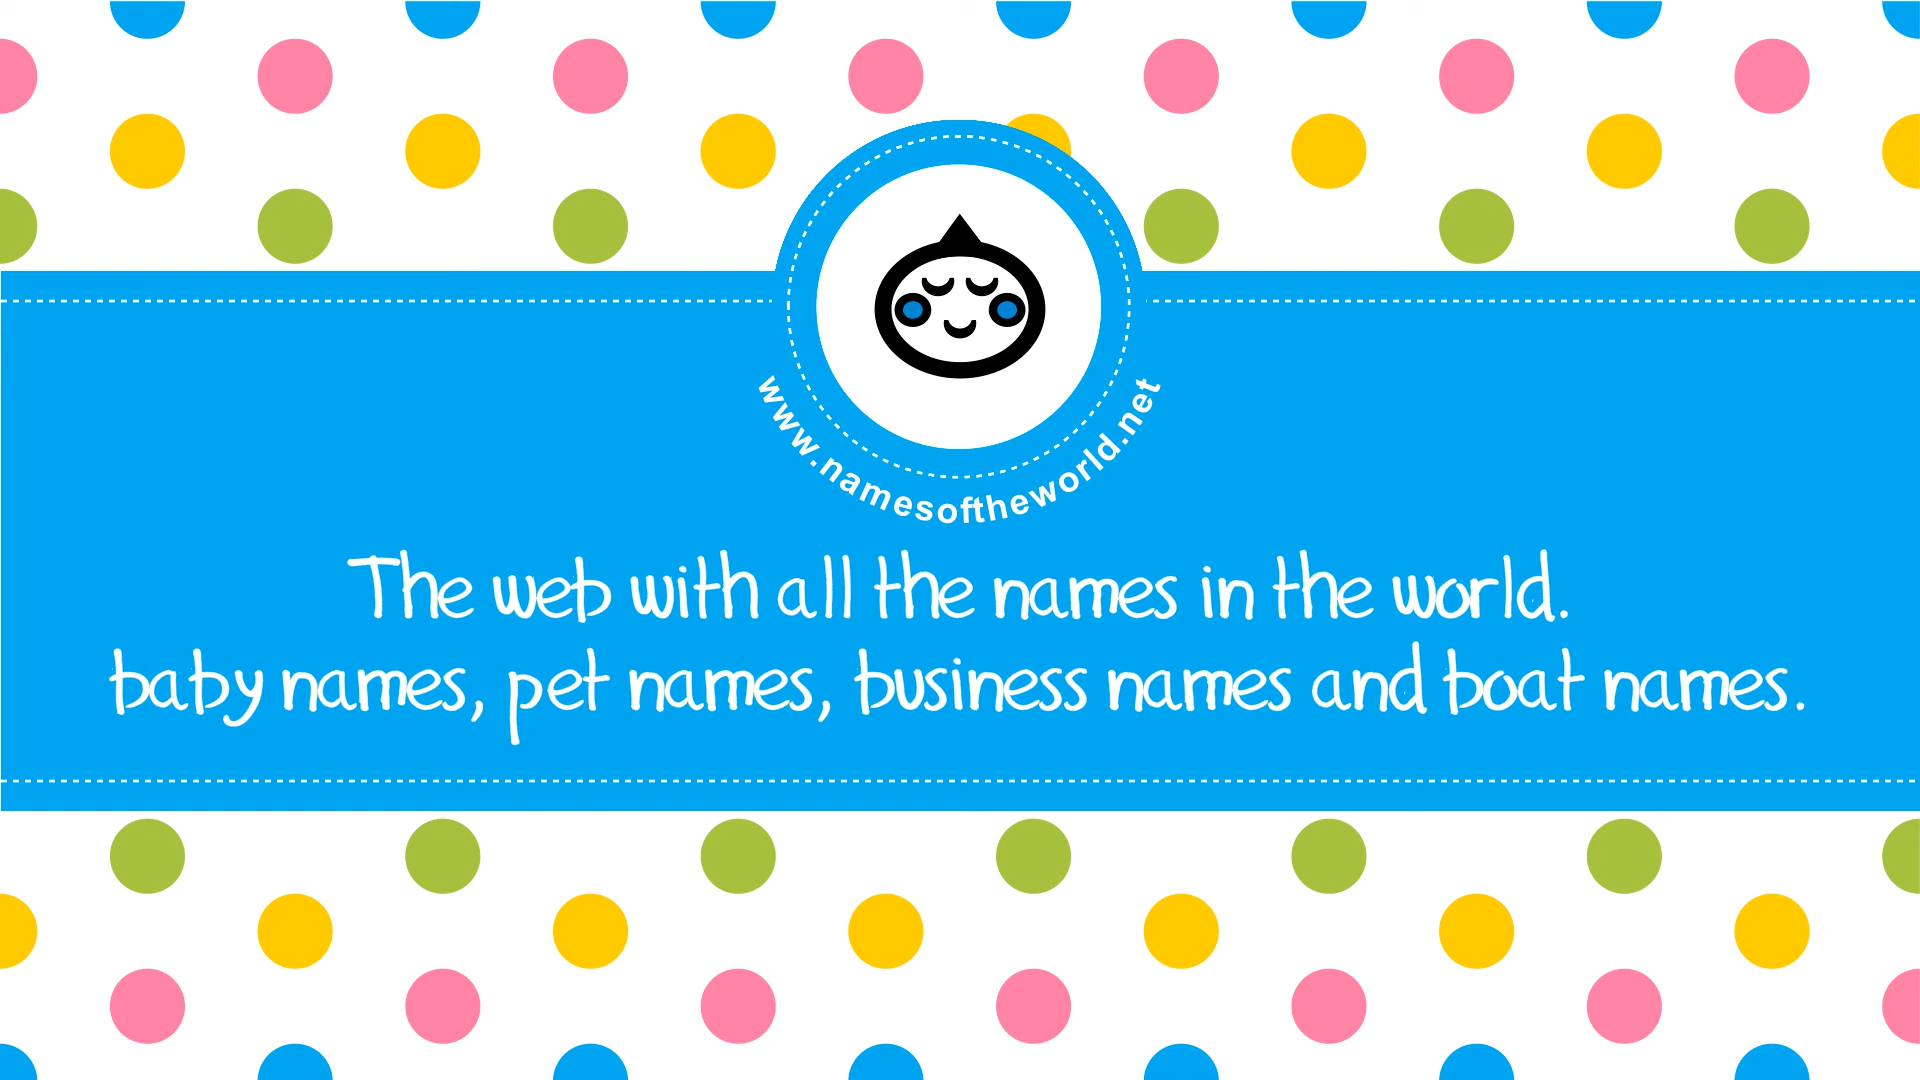 www.namesoftheworld.net
The web with all the names in the world.
baby names, pet names, business names and boat names.